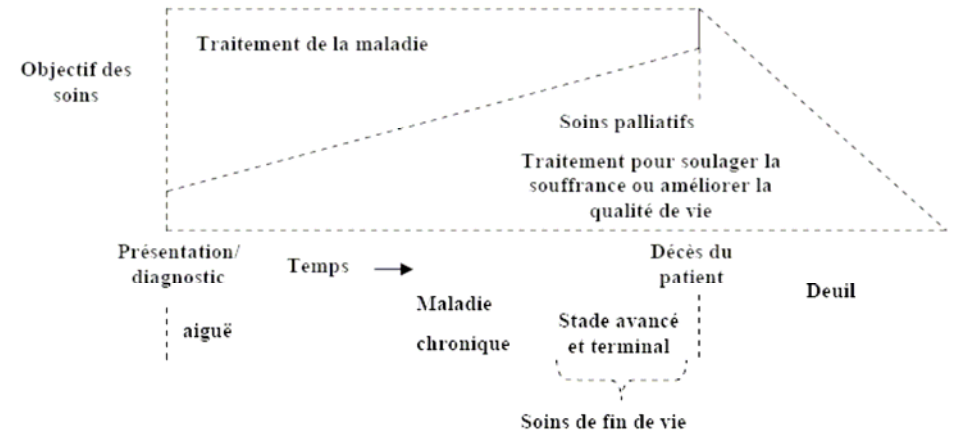 Traitement de la maladie
Objectif des
soins
Soins palliatifs
Traitement pour soulager la
souffrance ou améliorer la
qualité de vie
Présentation/
diagnostic
Temps
Décès du
patient
Deuil
aiguë
Maladie
chronique
Stade avancé
et terminal
Soins de fin de vie